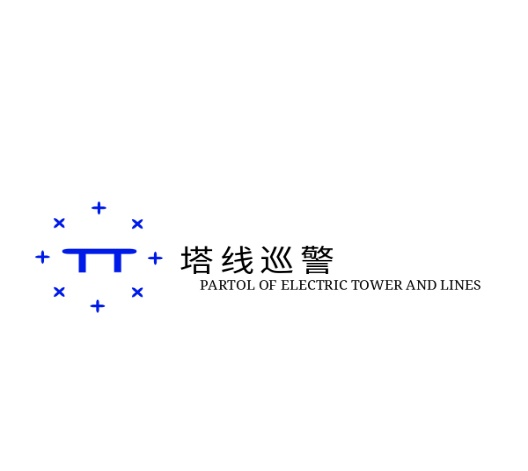 塔线巡警
PARTOL OF ELECTRIC TOWER AND LINES